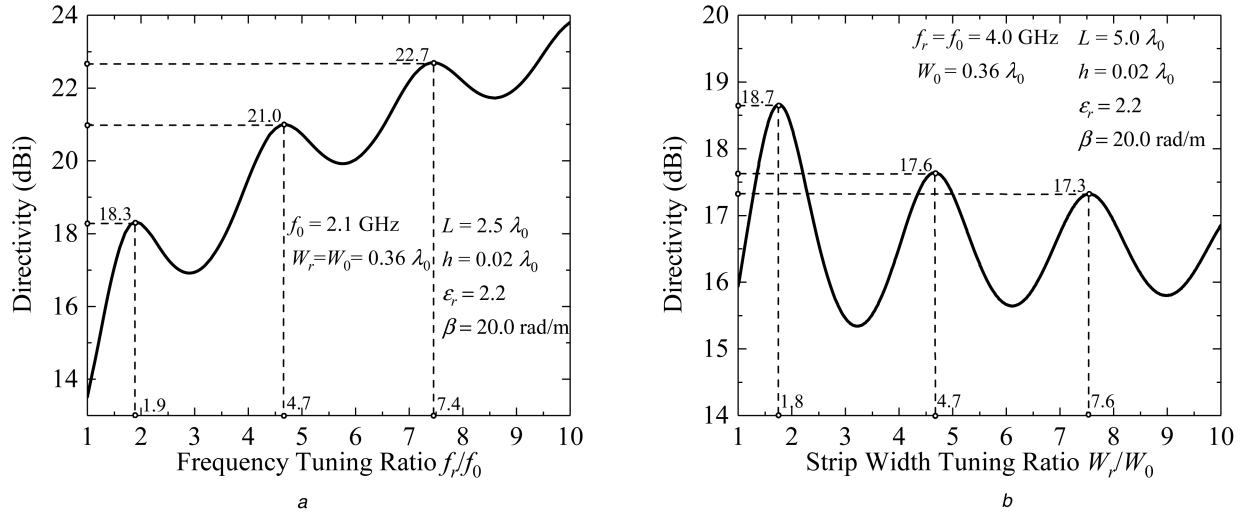 24
22
20
18
16
14
Directivity (dBi)
22.7
21.0
18.3
f₀ = 2.1 GHz
Wᵣ=W₀= 0.36 λ₀
L = 2.5 λ₀
h = 0.02 λ₀
εᵣ = 2.2
β = 20.0 rad/m
1.9
4.7
7.4
1 2 3 4 5 6 7 8 9 10
Frequency Tuning Ratio fᵣ/f₀
a
20
19
18
17
16
15
14
Directivity (dBi)
fᵣ = f₀ = 4.0 GHz
W₀ = 0.36 λ₀
L = 5.0 λ₀
h = 0.02 λ₀
εᵣ = 2.2
β = 20.0 rad/m
18.7
17.6
17.3
1.8
4.7
7.6
1 2 3 4 5 6 7 8 9 10
Strip Width Tuning Ratio Wᵣ/W₀
b